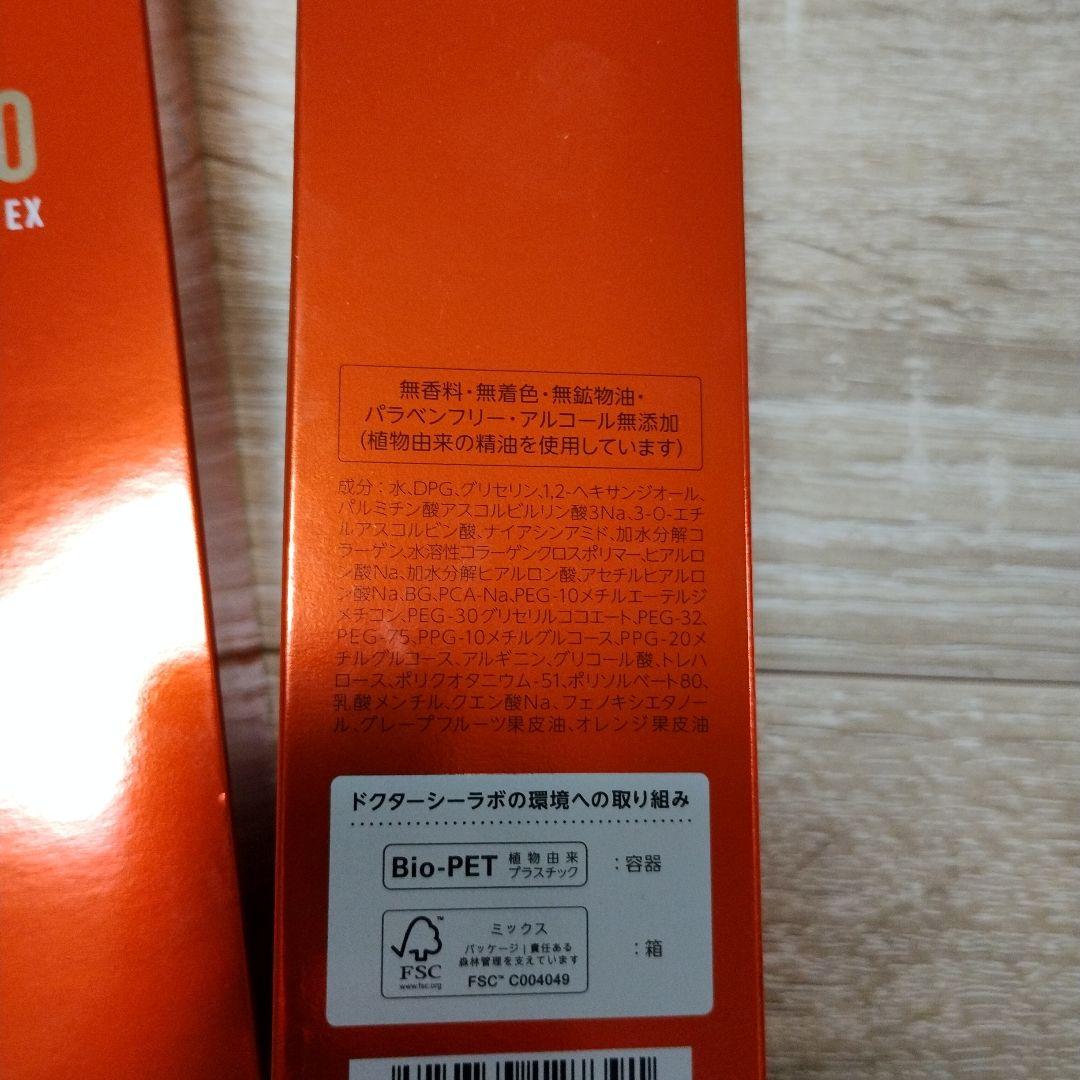 0
EX
無香料・無着色・無鉱物油・
パラベンフリー・アルコール無添加
(植物由来の精油を使用しています)
成分：水、DPG、グリセリン、1,2-ヘキサンジオール、
パルミチン酸アスコルビルリン酸3Na、3-O-エチ
ルアスコルビン酸、ナイアシンアミド、加水分解コ
ラーゲン、水溶性コラーゲンクロスポリマー、ヒアルロ
ン酸Na、加水分解ヒアルロン酸、アセチルヒアルロ
ン酸Na、BG、PCA-Na、PEG-10メチルエーテルジ
メチコン、PEG-30グリセリルココエート、PEG-32、
PEG-75、PPG-10メチルグルコース、PPG-20メ
チルグルコース、アルギニン、グリコール酸、トレハ
ロース、ポリクオタニウム-51、ポリソルベート80、
乳酸メンチル、クエン酸Na、フェノキシエタノー
ル、グレープフルーツ果皮油、オレンジ果皮油
ドクターシーラボの環境への取り組み
Bio-PET 植物由来
プラスチック
：容器
ミックス
パッケージ | 責任ある
森林管理を支えています
FSC™ C004049
FSC
www.fsc.org
：箱